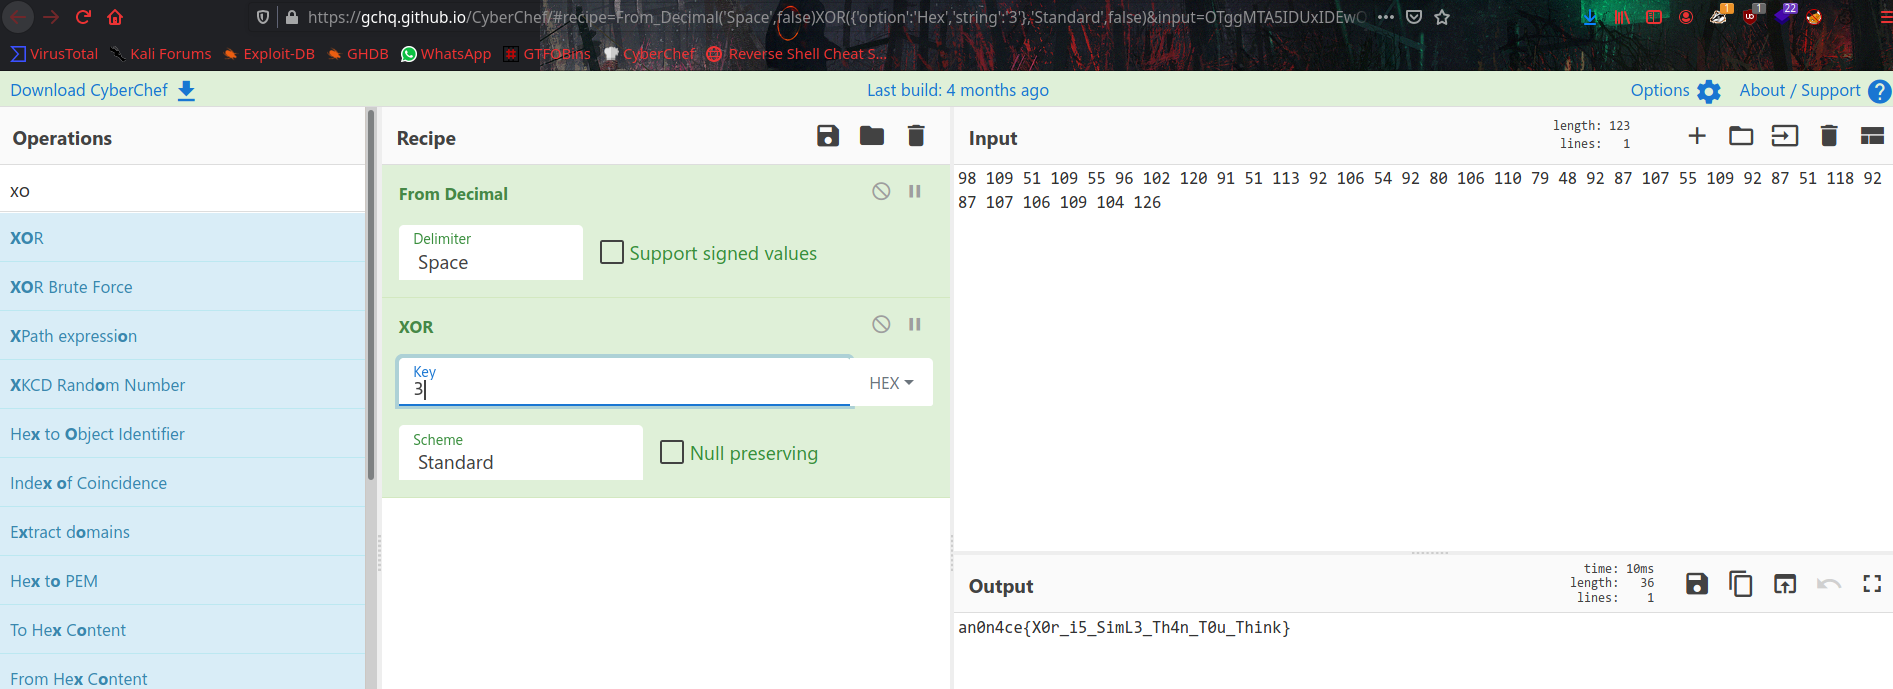 https://gchq.github.io/CyberChef/#recipe=From_Decimal('Space',false)XOR({'option':'Hex','string':'3'},'Standard',false)&input=OTggMTA5IDUxIDEwO
1
1
22
VirusTotal Kali Forums Exploit-DB GHDB WhatsApp GTFOBins CyberChef Reverse Shell Cheat S...
Download CyberChef Last build: 4 months ago Options About / Support ?
Operations
xo
XOR
XOR Brute Force
XPath expression
XKCD Random Number
Hex to Object Identifier
Index of Coincidence
Extract domains
Hex to PEM
To Hex Content
From Hex Content
Recipe
From Decimal
Delimiter
Space
Support signed values
XOR
Key
3
HEX
Scheme
Standard
Null preserving
Input
length: 123
lines: 1
98 109 51 109 55 96 102 120 91 51 113 92 106 54 92 80 106 110 79 48 92 87 107 55 109 92 87 51 118 92
87 107 106 109 104 126
Output
time: 10ms
length: 36
lines: 1
an0n4ce{X0r_i5_SimL3_Th4n_T0u_Think}